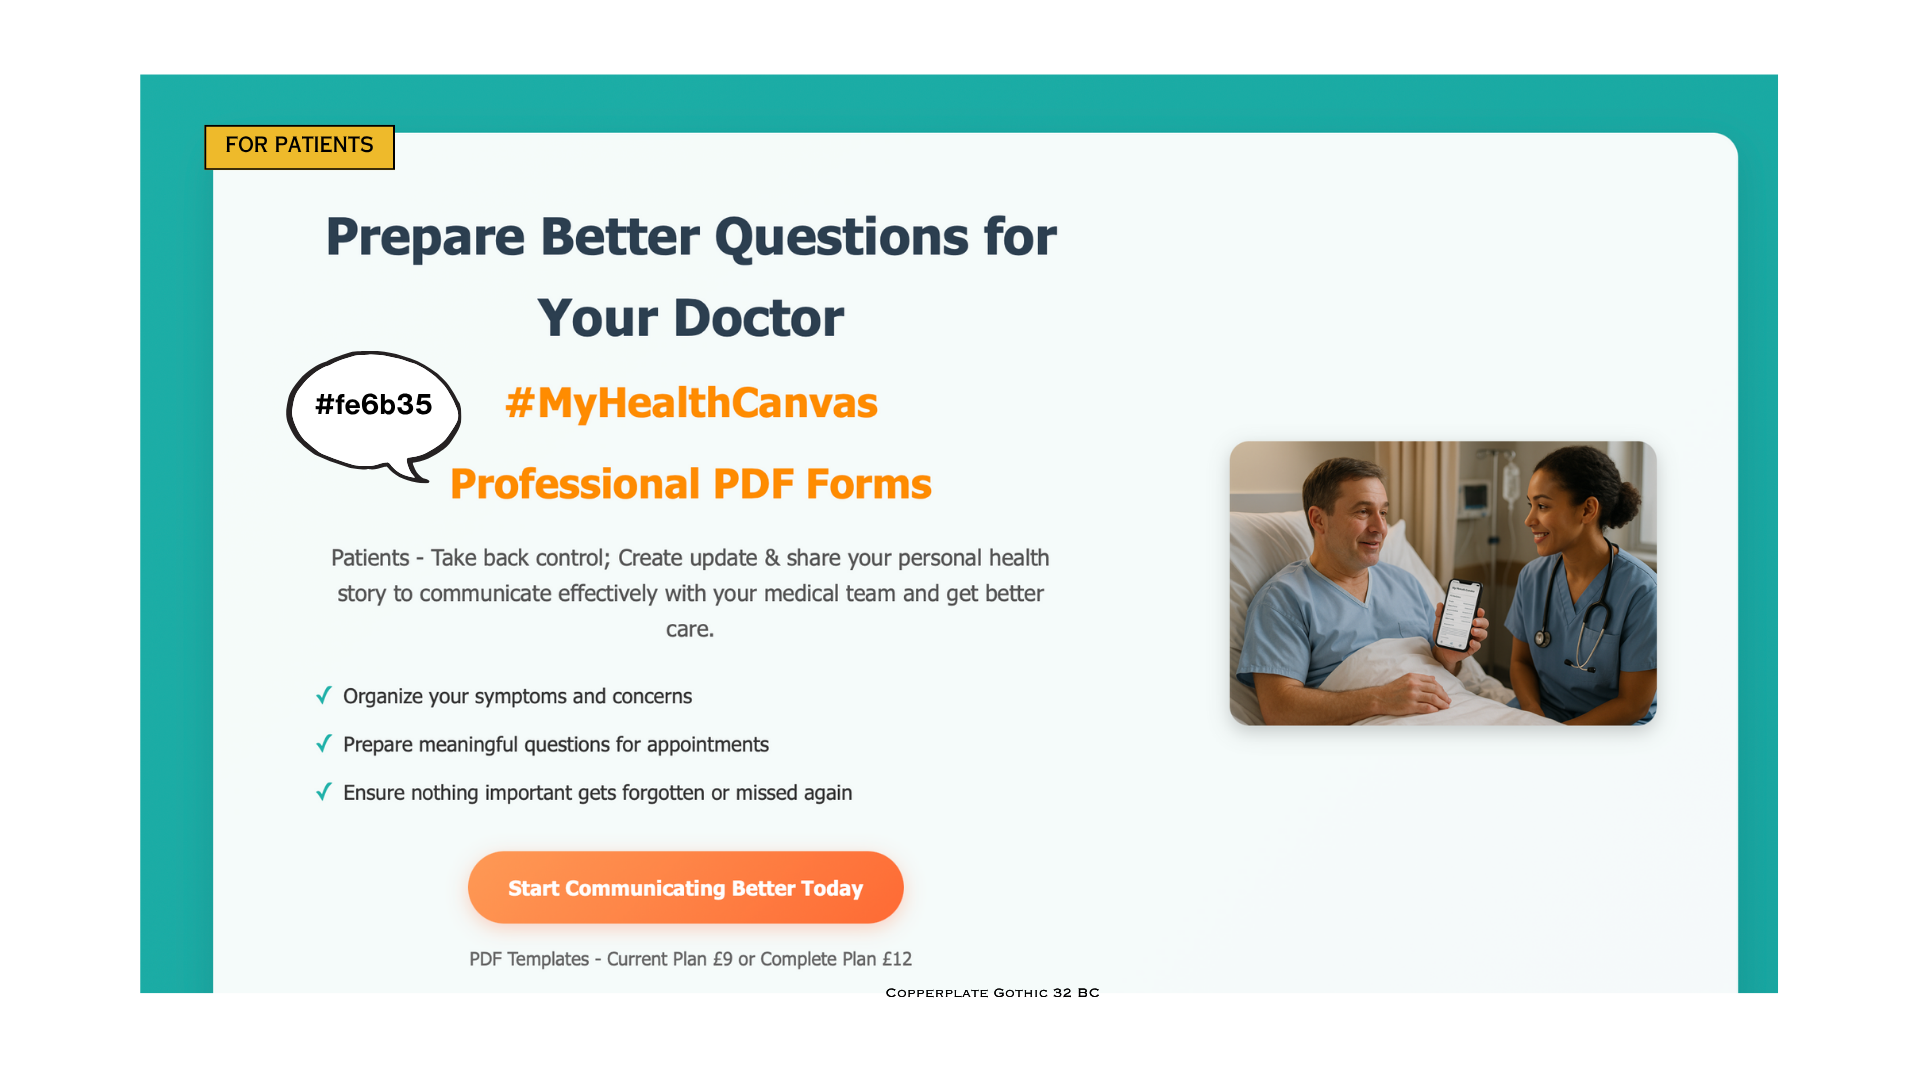 FOR PATIENTS
Prepare Better Questions for
Your Doctor
#fe6b35
#MyHealthCanvas
Professional PDF Forms
Patients - Take back control; Create update & share your personal health
story to communicate effectively with your medical team and get better
care.
✓ Organize your symptoms and concerns
✓ Prepare meaningful questions for appointments
✓ Ensure nothing important gets forgotten or missed again
Start Communicating Better Today
PDF Templates - Current Plan £9 or Complete Plan £12
Copperplate Gothic 32 BC